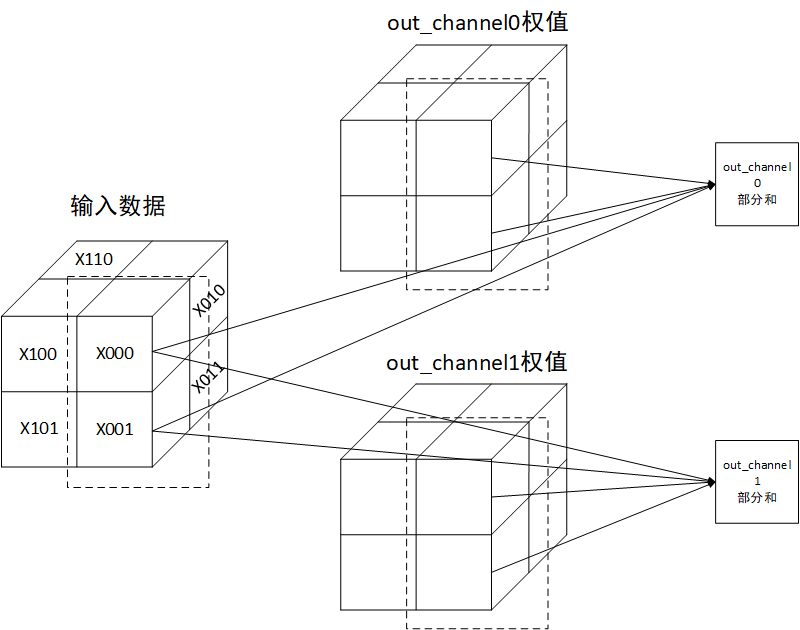 out_channel0权值
out_channel
0
部分和
输入数据
X110
X010
X100
X000
X011
X101
X001
out_channel1权值
out_channel
1
部分和